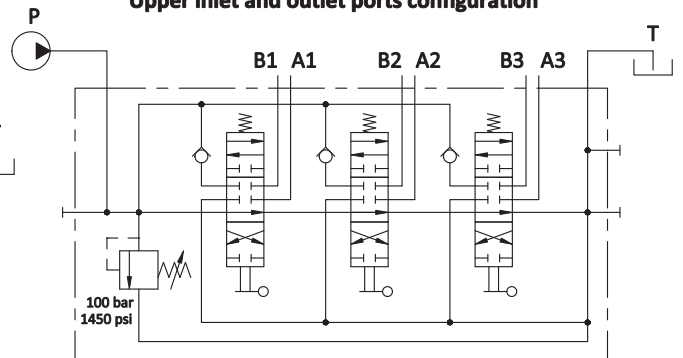 Upper inlet and outlet ports configuration
P
T
B1 A1
B2 A2
B3 A3
100 bar
1450 psi